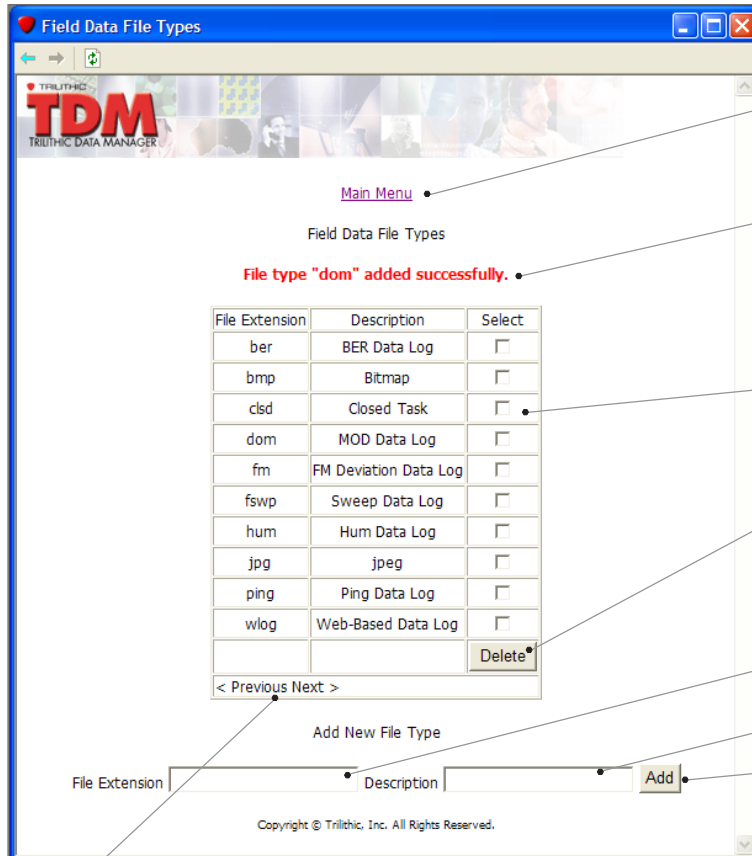 Field Data File Types
TRILITHIC
TDM
TRILITHIC DATA MANAGER
Main Menu
Field Data File Types
File type "dom" added successfully.
File Extension Description Select
ber BER Data Log
bmp Bitmap
clsd Closed Task
dom MOD Data Log
fm FM Deviation Data Log
fswp Sweep Data Log
hum Hum Data Log
jpg jpeg
ping Ping Data Log
wlog Web-Based Data Log
Delete
< Previous Next >
Add New File Type
File Extension Description Add
Copyright © Trilithic, Inc. All Rights Reserved.